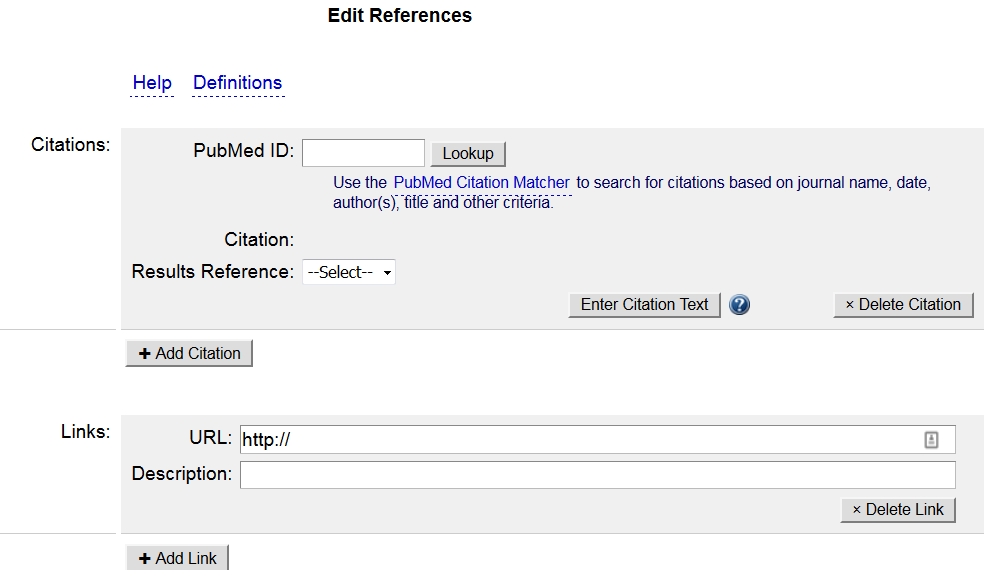 Edit References
Help Definitions
Citations:
PubMed ID: Lookup
Use the PubMed Citation Matcher to search for citations based on journal name, date,
author(s), title and other criteria.
Citation:
Results Reference: --Select--
Enter Citation Text ? × Delete Citation
+ Add Citation
Links:
URL: http://
Description:
× Delete Link
+ Add Link